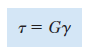 τ = Gγ